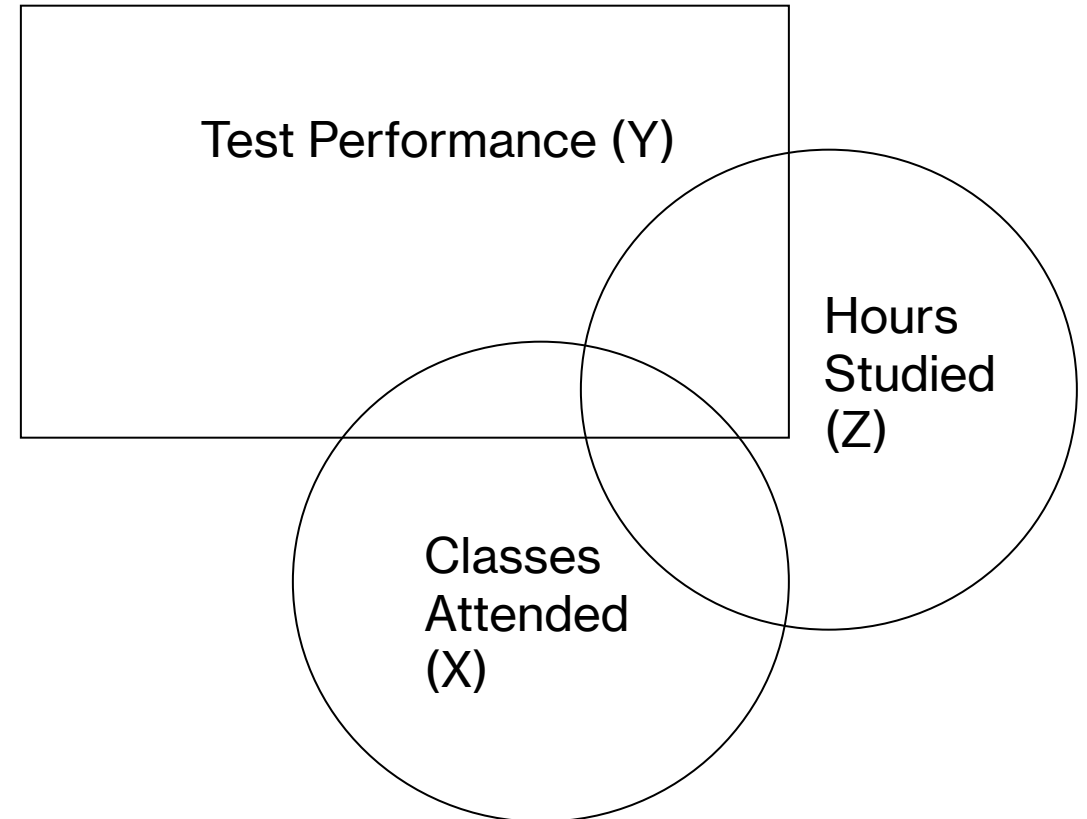 Test Performance (Y)
Hours
Studied
(Z)
Classes
Attended
(X)